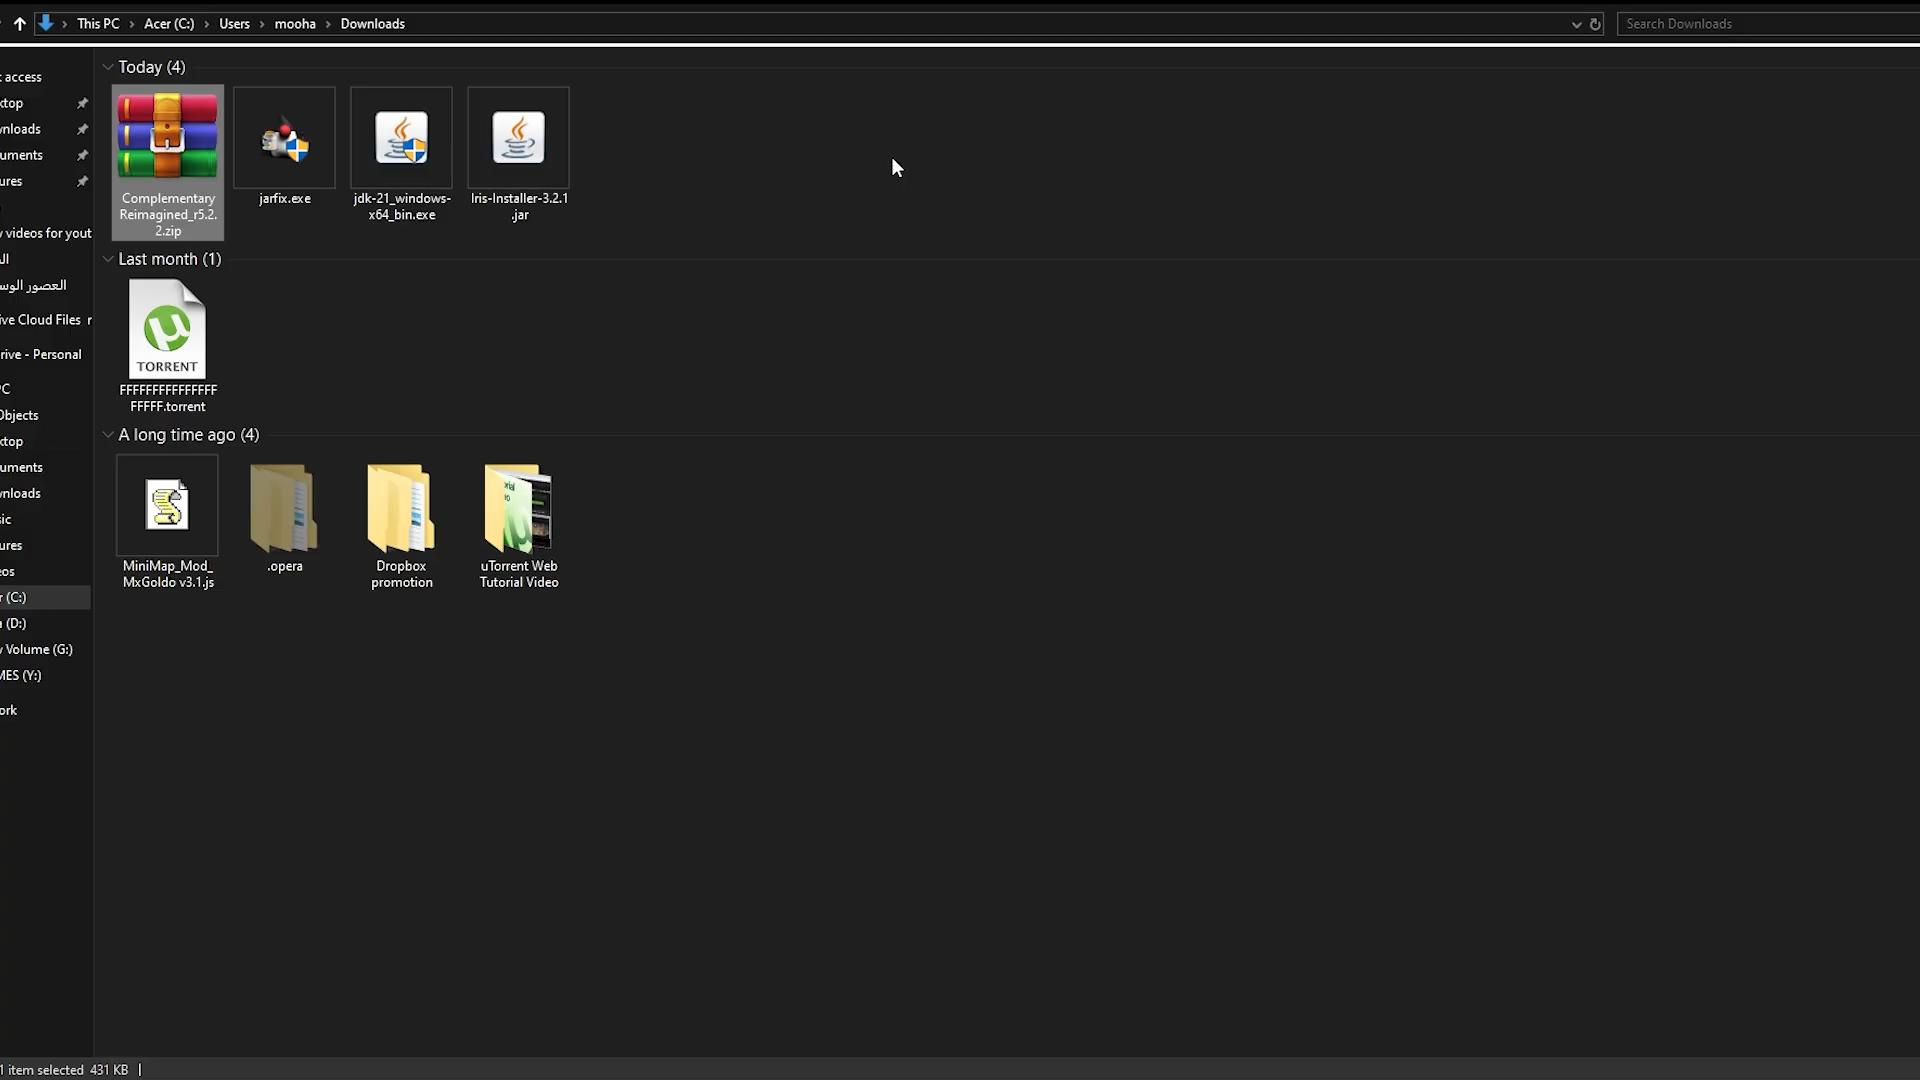 This PC › Acer (C:) › Users › mooha › Downloads
Search Downloads
access
ktop
nloads
uments
ures
videos for yout
ال
العصور الوس
ive Cloud Files r
rive - Personal
PC
Objects
ktop
uments
nloads
sic
ures
eos
r (C:)
a (D:)
v Volume (G:)
MES (Y:)
ork
Today (4)
Complementary
Reimagined_r5.2.
2.zip
jarfix.exe
jdk-21_windows-
x64_bin.exe
Iris-Installer-3.2.1
.jar
Last month (1)
TORRENT
FFFFFFFFFFFFFFF
FFFFF.torrent
A long time ago (4)
MiniMap_Mod_
MxGoldo v3.1.js
.opera
Dropbox
promotion
uTorrent Web
Tutorial Video
1 item selected 431 KB